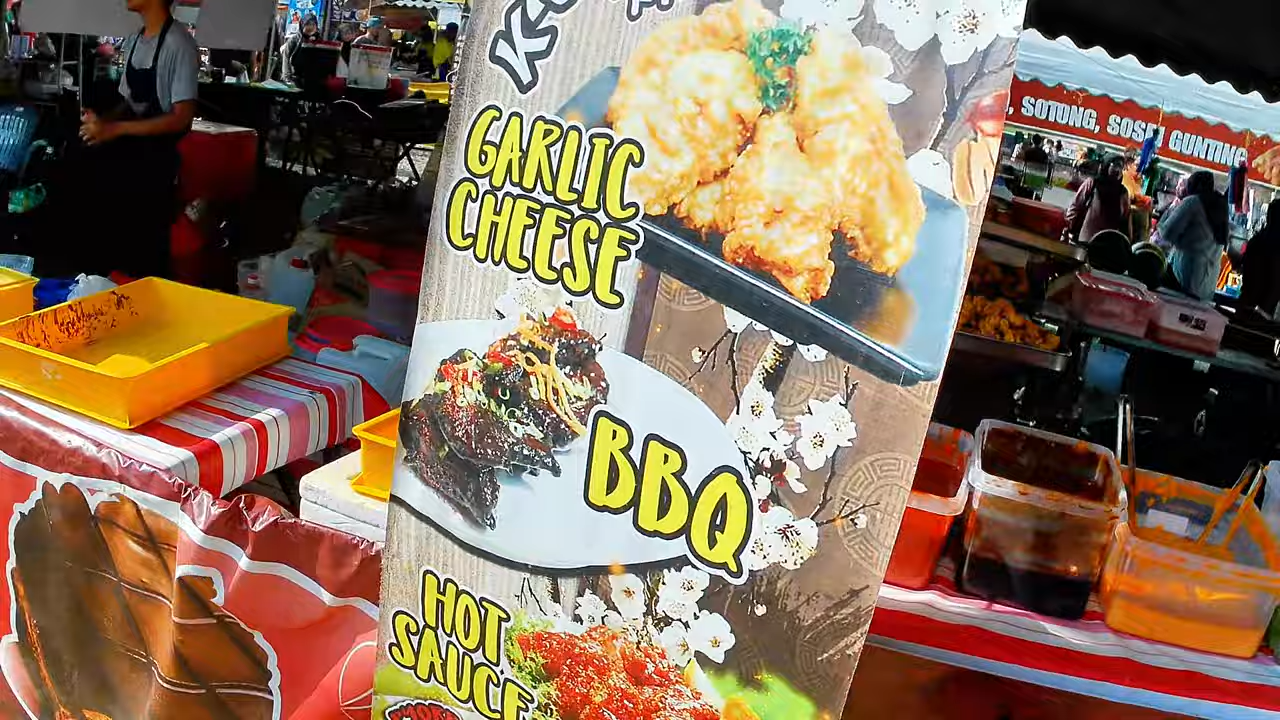 GARLIC
CHEESE
BBQ
HOT
SAUCE
, SOTONG, SOSEJ GUNTING